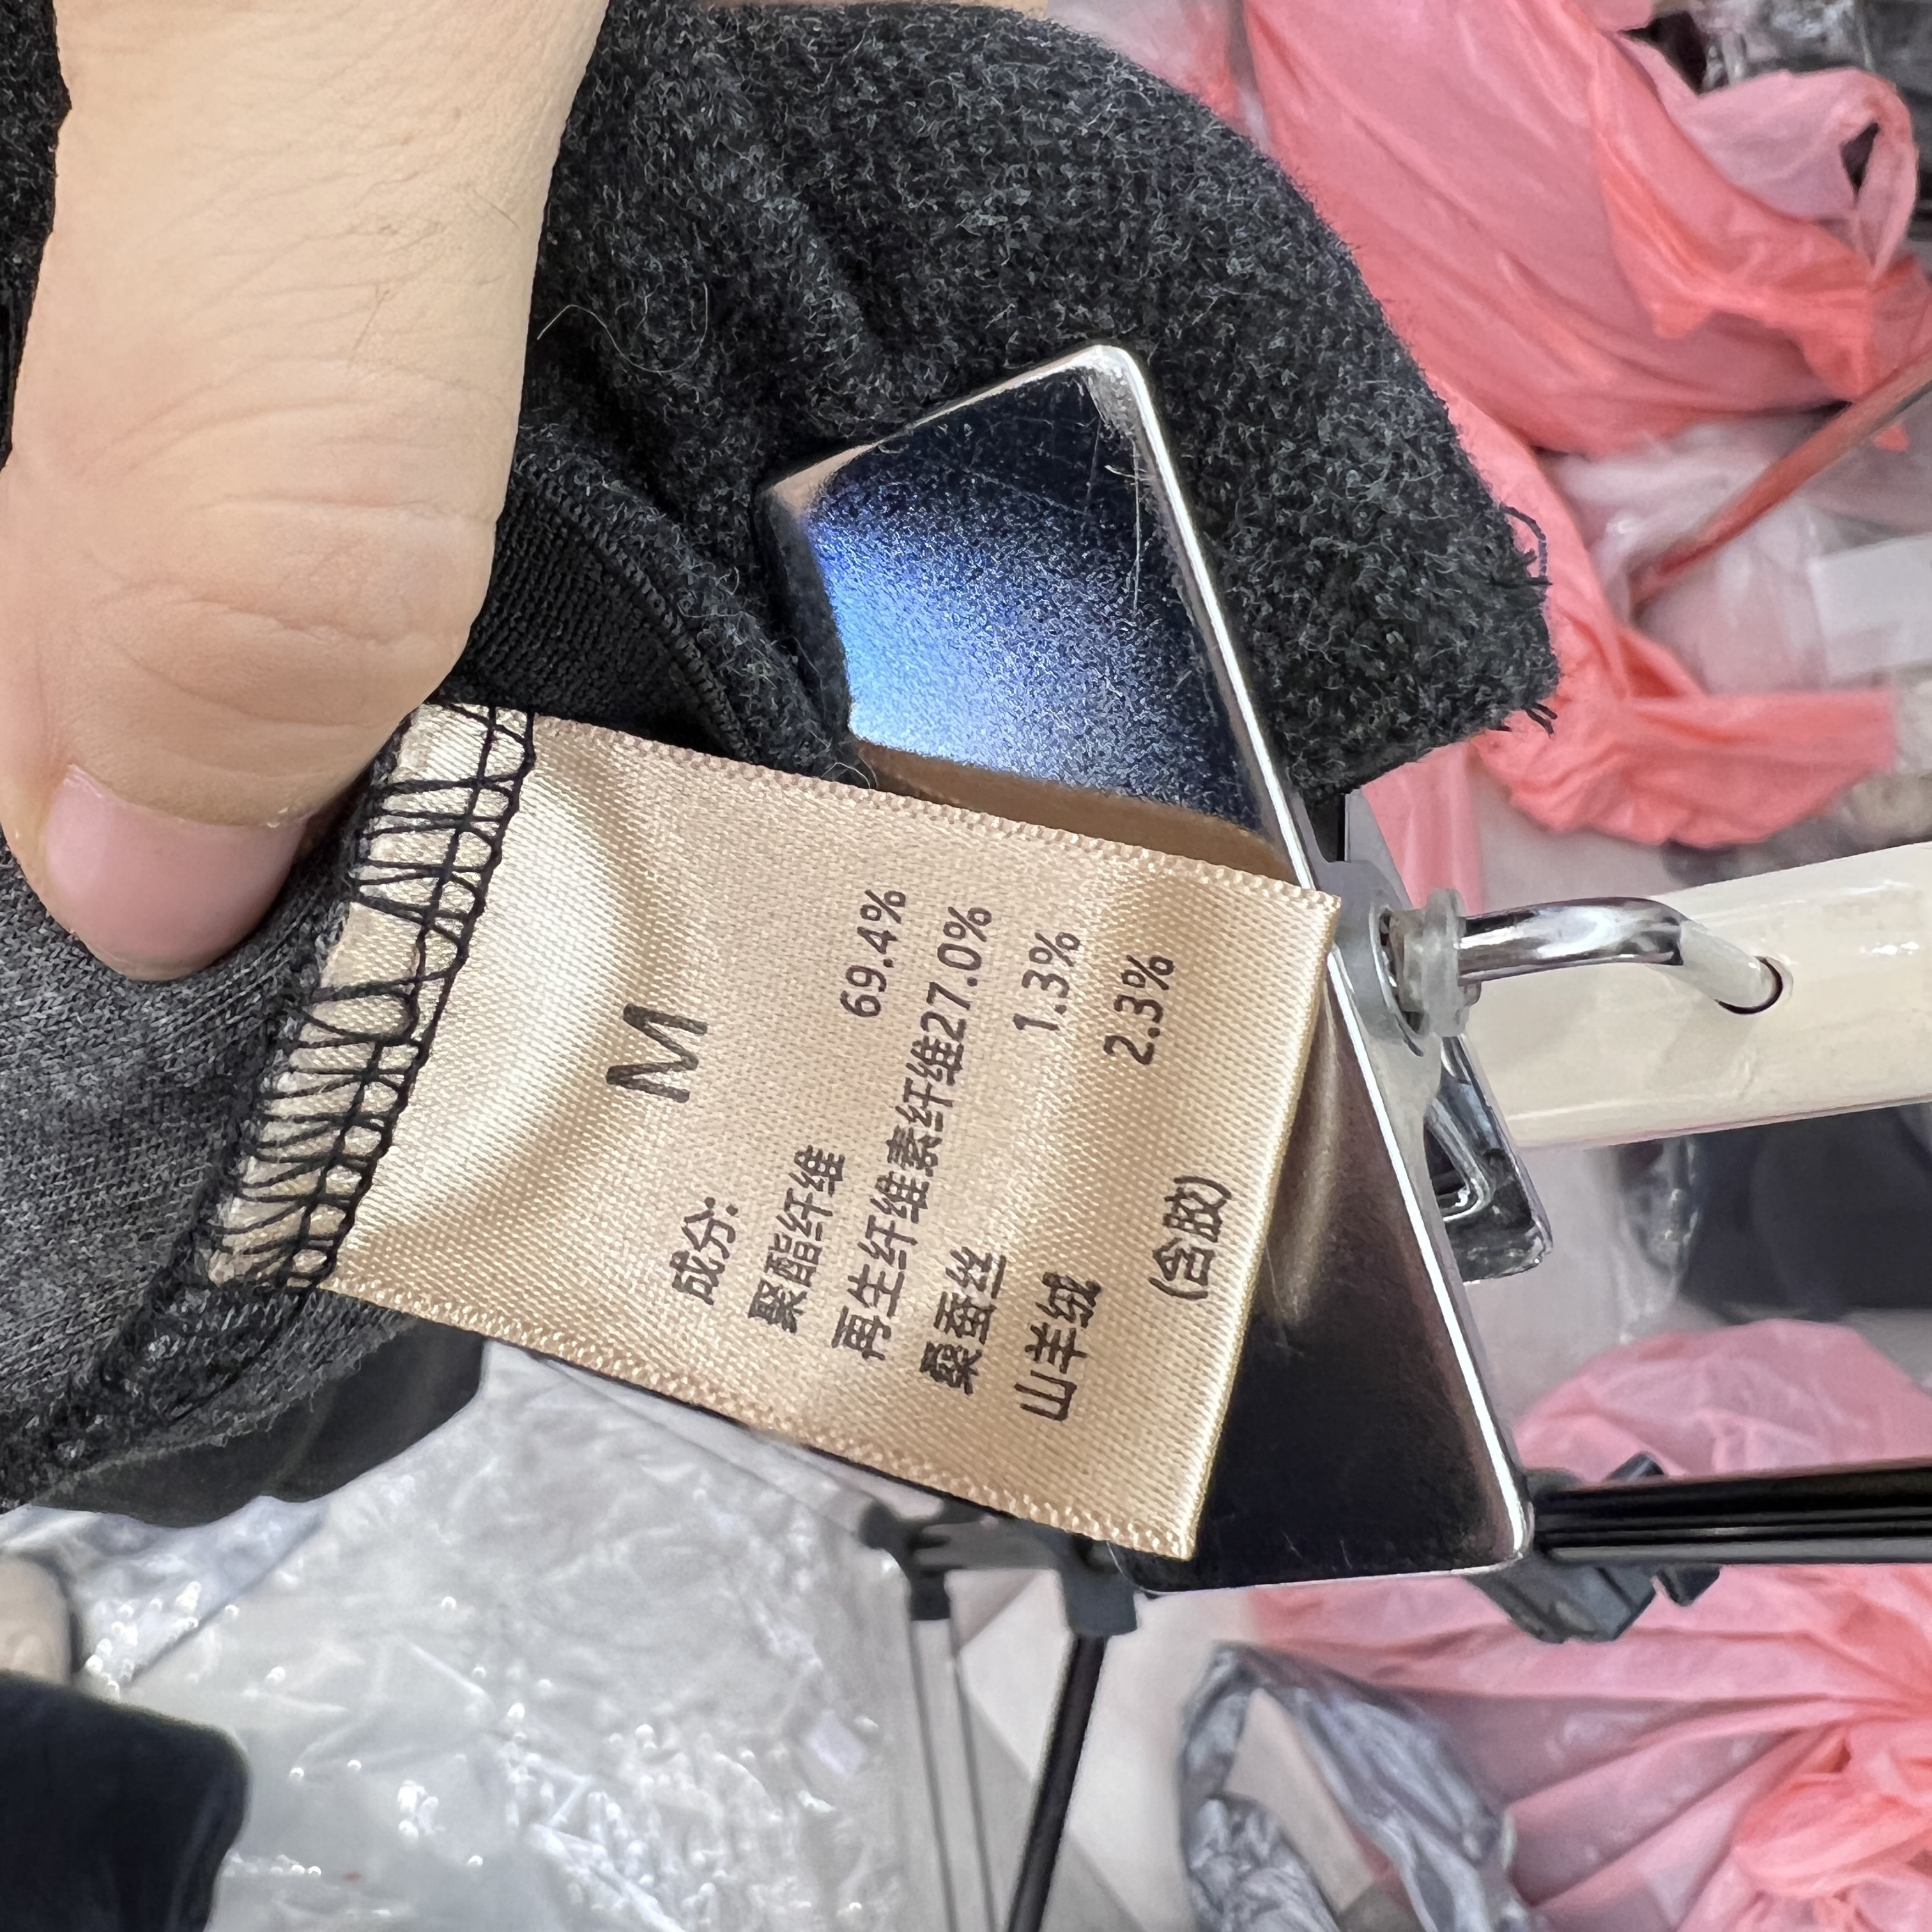 M
成分:
聚酯纤维 69.4%
再生纤维素纤维27.0%
桑蚕丝 1.3%
山羊绒 2.3%
(含胶)